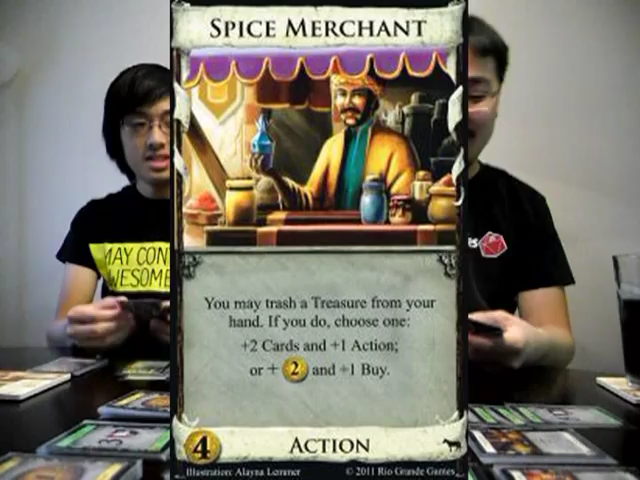 SPICE MERCHANT
MAY CON
WESOME
You may trash a Treasure from your
hand. If you do, choose one:
+2 Cards and +1 Action;
or + 2 and +1 Buy.
4
ACTION
Illustration: Alayna Lemmer
© 2011 Rio Grande Games